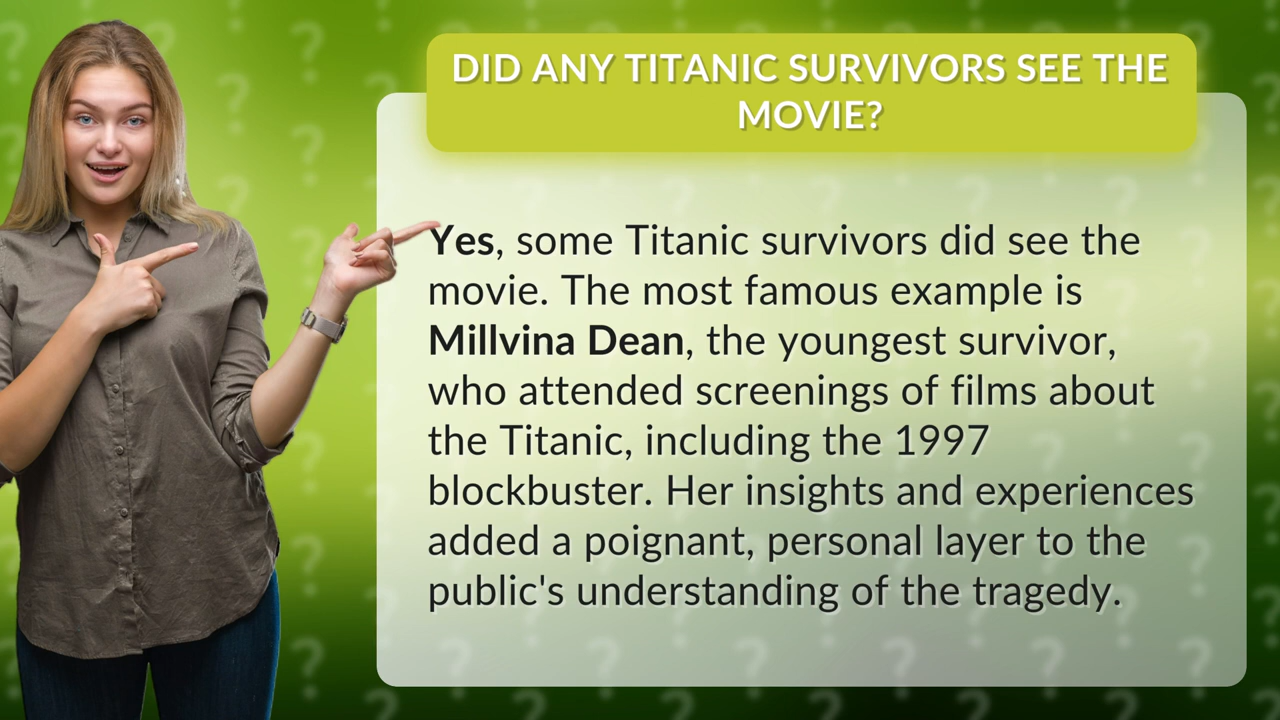 DID ANY TITANIC SURVIVORS SEE THE
MOVIE?
Yes, some Titanic survivors did see the
movie. The most famous example is
Millvina Dean, the youngest survivor,
who attended screenings of films about
the Titanic, including the 1997
blockbuster. Her insights and experiences
added a poignant, personal layer to the
public's understanding of the tragedy.